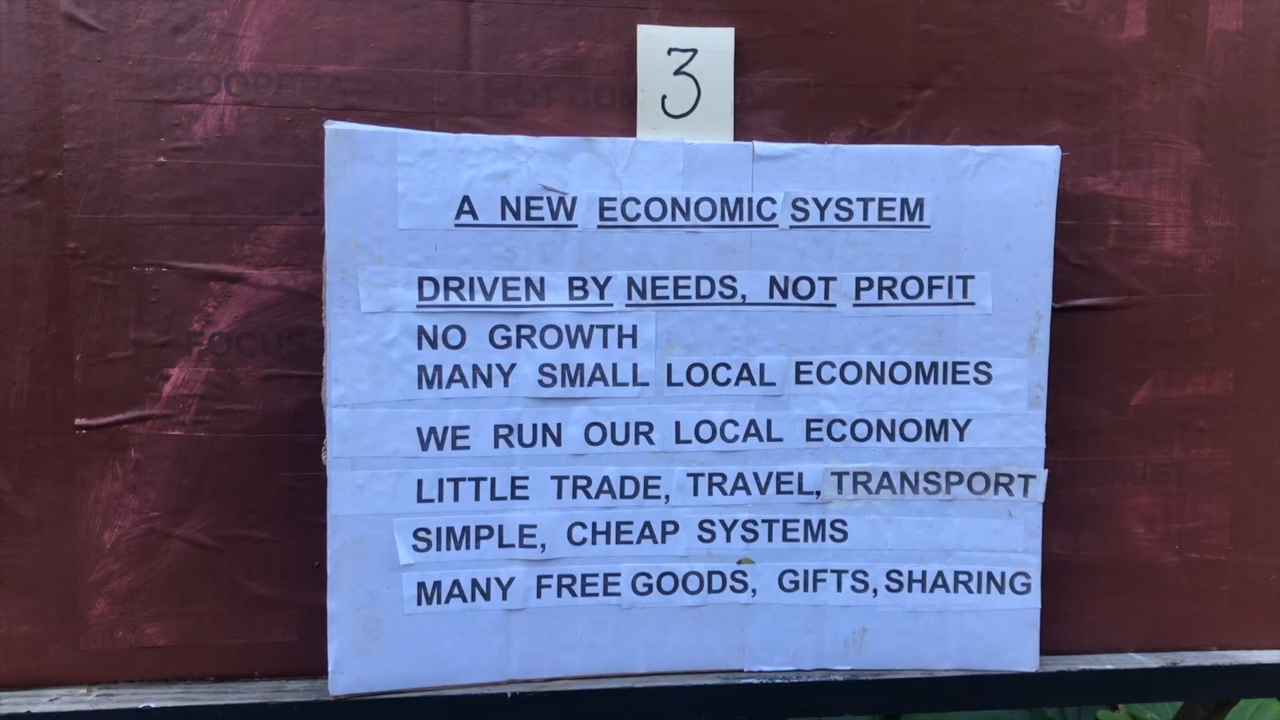 3
A NEW ECONOMIC SYSTEM
DRIVEN BY NEEDS, NOT PROFIT
NO GROWTH
MANY SMALL LOCAL ECONOMIES
WE RUN OUR LOCAL ECONOMY
LITTLE TRADE, TRAVEL, TRANSPORT
SIMPLE, CHEAP SYSTEMS
MANY FREE GOODS, GIFTS, SHARING
FOCUS